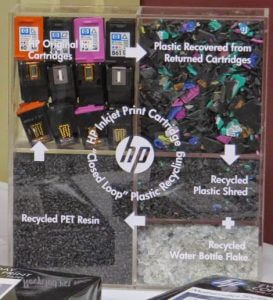 Original
Cartridges
Plastic Recovered from
Returned Cartridges
HP Inkjet Print Cartridge
"Closed Loop" Plastic Recycling
hp
Recycled
Plastic Shred
Recycled PET Resin
Recycled
Water Bottle Flake